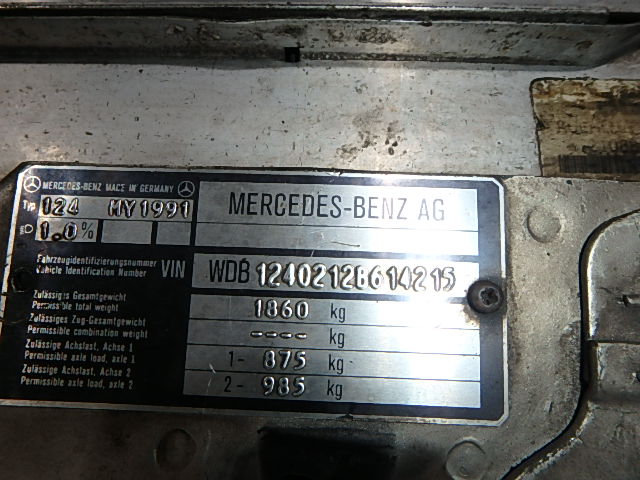 MERCEDES-BENZ MADE IN GERMANY
Typ 124 MY1991
1.0%
MERCEDES-BENZ AG
Fahrzeugidentifizierungsnummer
Vehicle Identification Number VIN WDB 1240212B614215
Zulässiges Gesamtgewicht
Permissible total weight 1860 kg
Zulässiges Zug-Gesamtgewicht
Permissible combination weight ---- kg
Zulässige Achslast, Achse 1
Permissible axle load, axle 1 1- 875 kg
Zulässige Achslast, Achse 2
Permissible axle load, axle 2 2- 985 kg